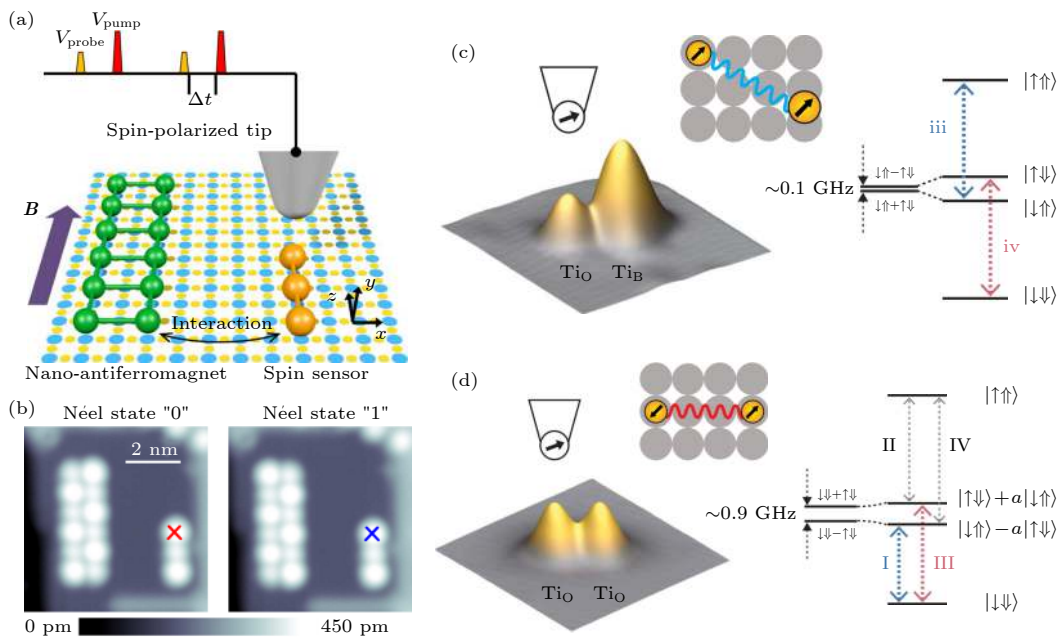 (a)
V_pump
V_probe
Δt
Spin-polarized tip
B
z
y
x
Interaction
Nano-antiferromagnet
Spin sensor
(b)
Néel state "0"
Néel state "1"
2 nm
0 pm
450 pm
(c)
Ti_O
Ti_B
~0.1 GHz
↓⇑−↑⇓
↓⇑+↑⇓
iii
iv
|↑⇑⟩
|↑⇓⟩
|↓⇑⟩
|↓⇓⟩
(d)
Ti_O
Ti_O
~0.9 GHz
↓⇓+↑⇓
↓⇓−↑⇓
II
IV
I
III
|↑⇑⟩
|↑⇓⟩+a|↓⇑⟩
|↓⇑⟩−a|↑⇓⟩
|↓⇓⟩